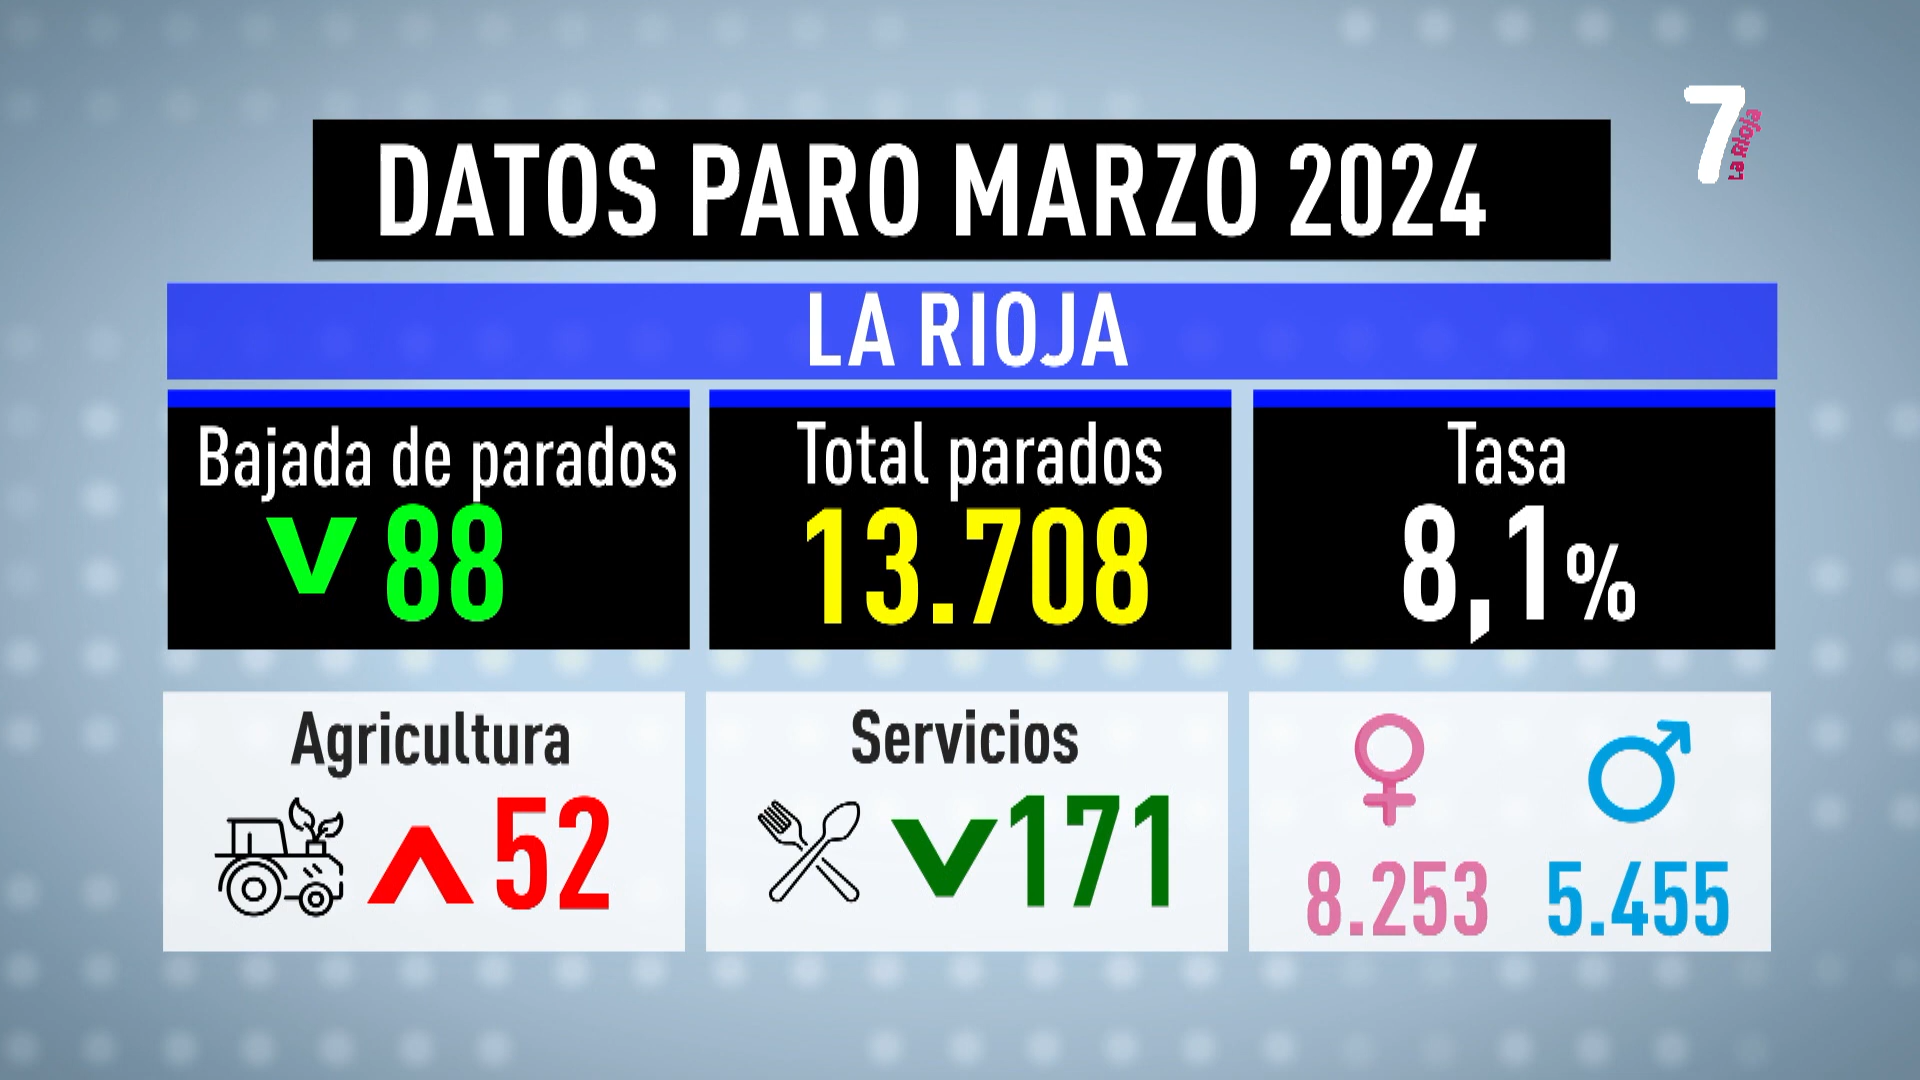 7
La Rioja
DATOS PARO MARZO 2024
LA RIOJA
Bajada de parados
88
Total parados
13.708
Tasa
8,1%
Agricultura
52
Servicios
171
8.253
5.455